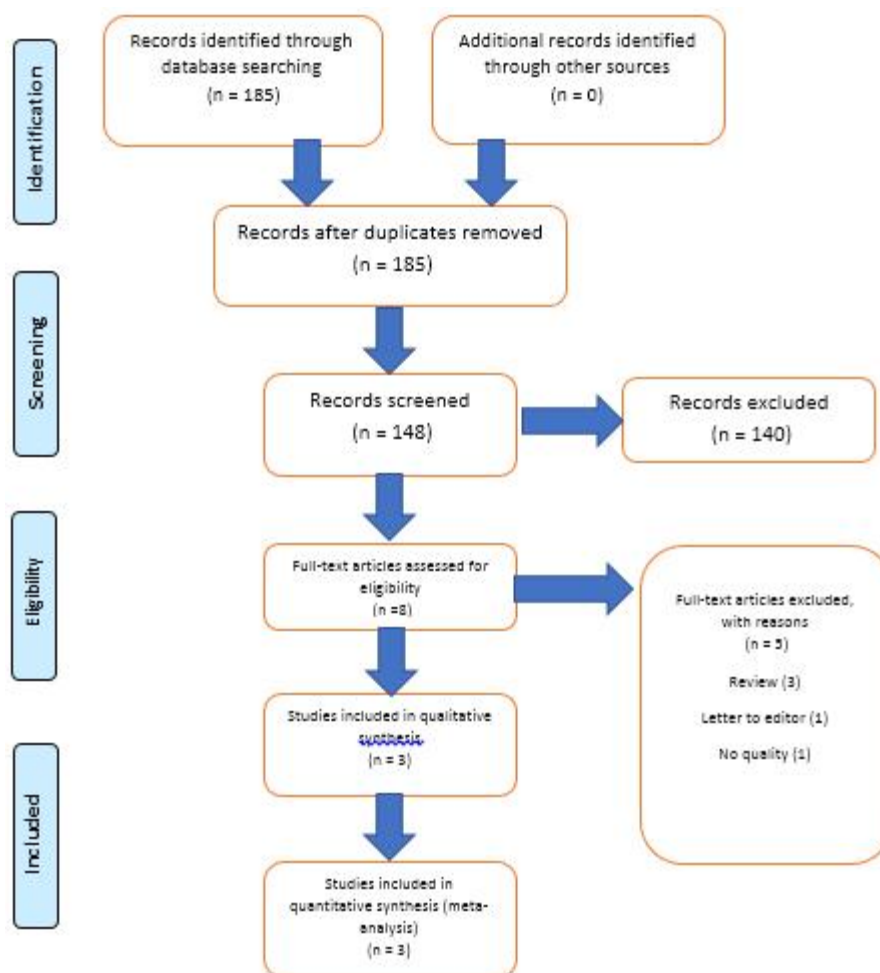 Identification
Records identified through
database searching
(n = 185)
Additional records identified
through other sources
(n = 0)
Records after duplicates removed
(n = 185)
Screening
Records screened
(n = 148)
Records excluded
(n = 140)
Eligibility
Full-text articles assessed for
eligibility
(n =8)
Full-text articles excluded,
with reasons
(n = 5)
Review (3)
Letter to editor (1)
No quality (1)
Included
Studies included in qualitative
synthesis
(n = 3)
Studies included in
quantitative synthesis (meta-
analysis)
(n = 3)